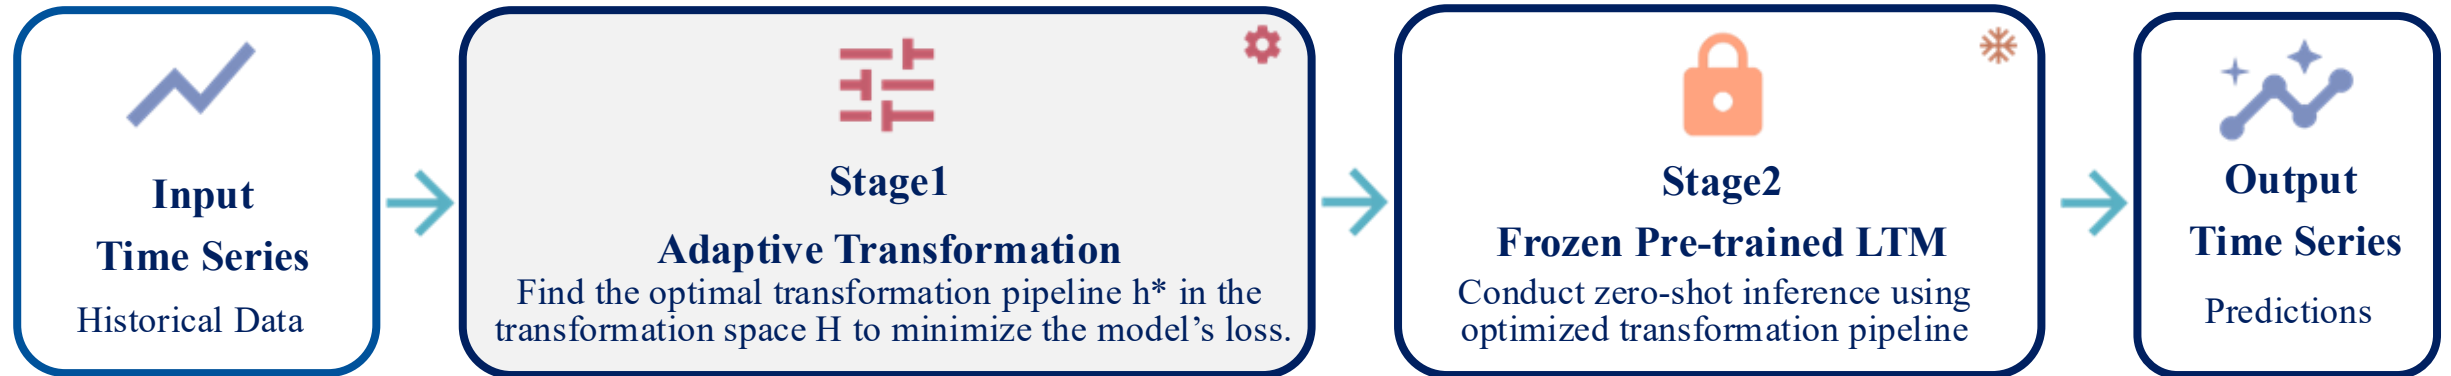 Input
Time Series
Historical Data
Stage1
Adaptive Transformation
Find the optimal transformation pipeline h* in the
transformation space H to minimize the model’s loss.
Stage2
Frozen Pre-trained LTM
Conduct zero-shot inference using
optimized transformation pipeline
Output
Time Series
Predictions